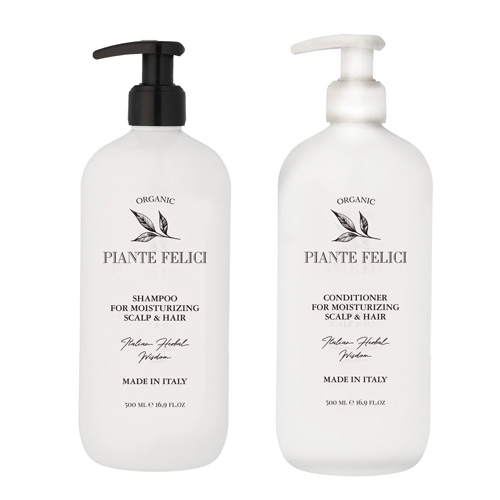 ORGANIC
PIANTE FELICI
SHAMPOO
FOR MOISTURIZING
SCALP & HAIR
Italian Herbal
Wisdom
MADE IN ITALY
500 ML ℮ 16,9 FL.OZ
ORGANIC
PIANTE FELICI
CONDITIONER
FOR MOISTURIZING
SCALP & HAIR
Italian Herbal
Wisdom
MADE IN ITALY
500 ML ℮ 16,9 FL.OZ